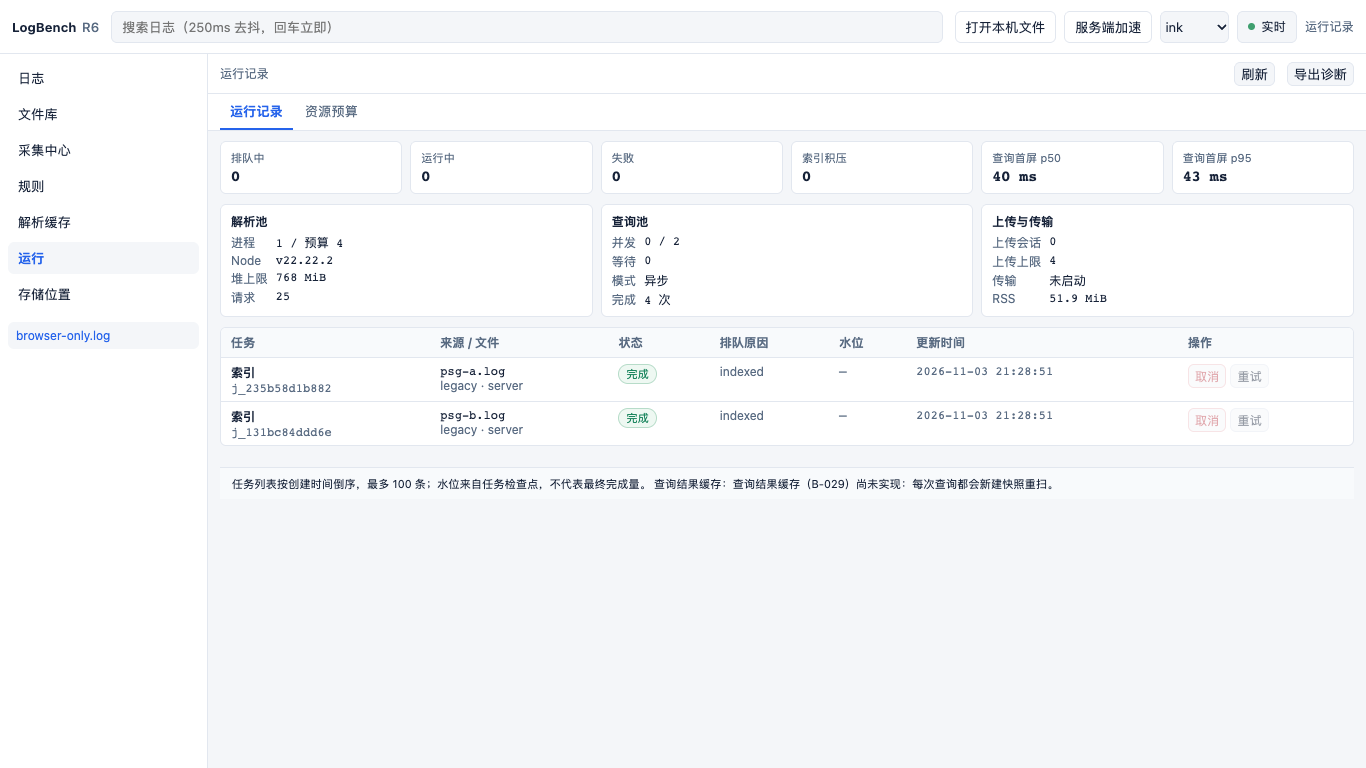 LogBench R6
搜索日志（250ms 去抖，回车立即）
打开本机文件
服务端加速
ink
实时
运行记录
日志
文件库
采集中心
规则
解析缓存
运行
存储位置
browser-only.log
运行记录
刷新
导出诊断
运行记录
资源预算
排队中
0
运行中
0
失败
0
索引积压
0
查询首屏 p50
40 ms
查询首屏 p95
43 ms
解析池
进程 1 / 预算 4
Node v22.22.2
堆上限 768 MiB
请求 25
查询池
并发 0 / 2
等待 0
模式 异步
完成 4 次
上传与传输
上传会话 0
上传上限 4
传输 未启动
RSS 51.9 MiB
任务 来源 / 文件 状态 排队原因 水位 更新时间 操作
索引 psg-a.log 完成 indexed — 2026-11-03 21:28:51 取消 重试
j_235b58d1b882 legacy · server
索引 psg-b.log 完成 indexed — 2026-11-03 21:28:51 取消 重试
j_131bc84ddd6e legacy · server
任务列表按创建时间倒序，最多 100 条；水位来自任务检查点，不代表最终完成量。 查询结果缓存：查询结果缓存（B-029）尚未实现：每次查询都会新建快照重扫。